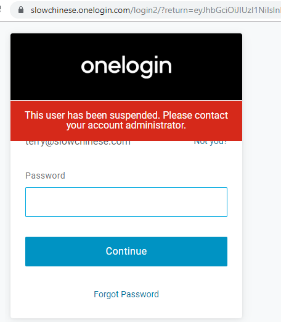 slowchinese.onelogin.com/login2/?return=eyJhbGciOiJIUzI1NiIsIn
onelogin
This user has been suspended. Please contact
your account administrator.
terry@slowchinese.com Not you?
Password
Continue
Forgot Password